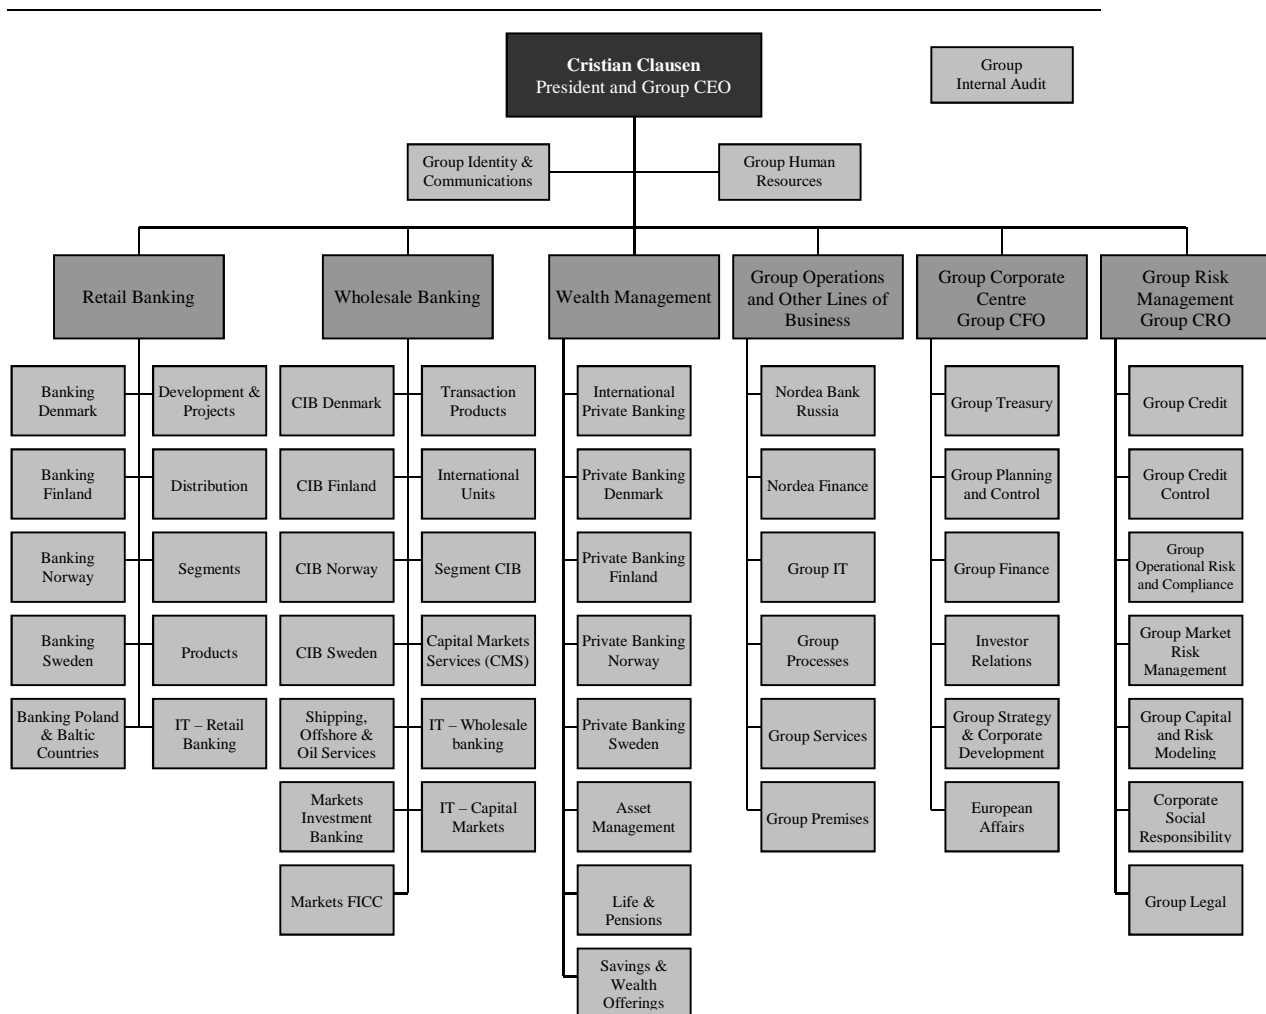 Cristian Clausen
President and Group CEO
Group
Internal Audit
Group Identity &
Communications
Group Human
Resources
Retail Banking
Wholesale Banking
Wealth Management
Group Operations
and Other Lines of
Business
Group Corporate
Centre
Group CFO
Group Risk
Management
Group CRO
Banking
Denmark
Development &
Projects
Banking
Finland
Distribution
Banking
Norway
Segments
Banking
Sweden
Products
Banking Poland
& Baltic
Countries
IT – Retail
Banking
CIB Denmark
Transaction
Products
CIB Finland
International
Units
CIB Norway
Segment CIB
CIB Sweden
Capital Markets
Services (CMS)
Shipping,
Offshore &
Oil Services
IT – Wholesale
banking
Markets
Investment
Banking
IT – Capital
Markets
Markets FICC
International
Private Banking
Private Banking
Denmark
Private Banking
Finland
Private Banking
Norway
Private Banking
Sweden
Asset
Management
Life &
Pensions
Savings &
Wealth
Offerings
Nordea Bank
Russia
Nordea Finance
Group IT
Group
Processes
Group Services
Group Premises
Group Treasury
Group Planning
and Control
Group Finance
Investor
Relations
Group Strategy
& Corporate
Development
European
Affairs
Group Credit
Group Credit
Control
Group
Operational Risk
and Compliance
Group Market
Risk
Management
Group Capital
and Risk
Modeling
Corporate
Social
Responsibility
Group Legal